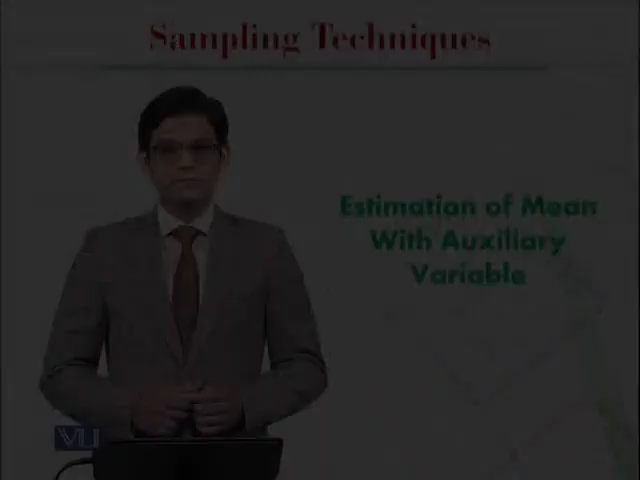 Sampling Techniques
Estimation of Mean
With Auxiliary
Variable
VU